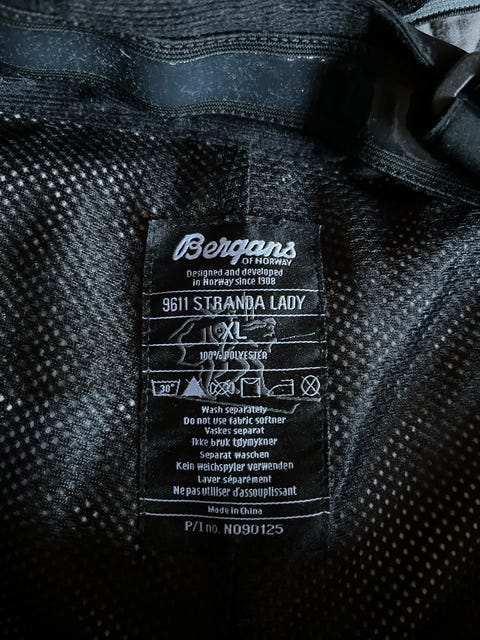 Bergans
OF NORWAY
Designed and developed
in Norway since 1908
9611 STRANDA LADY
XL
100% POLYESTER
30°
Wash separately
Do not use fabric softner
Vaskes separat
Ikke bruk tøymykner
Separat waschen
Kein weichspyler verwenden
Laver séparément
Ne pas utiliser d'assouplissant
Made in China
P/I no. N090125